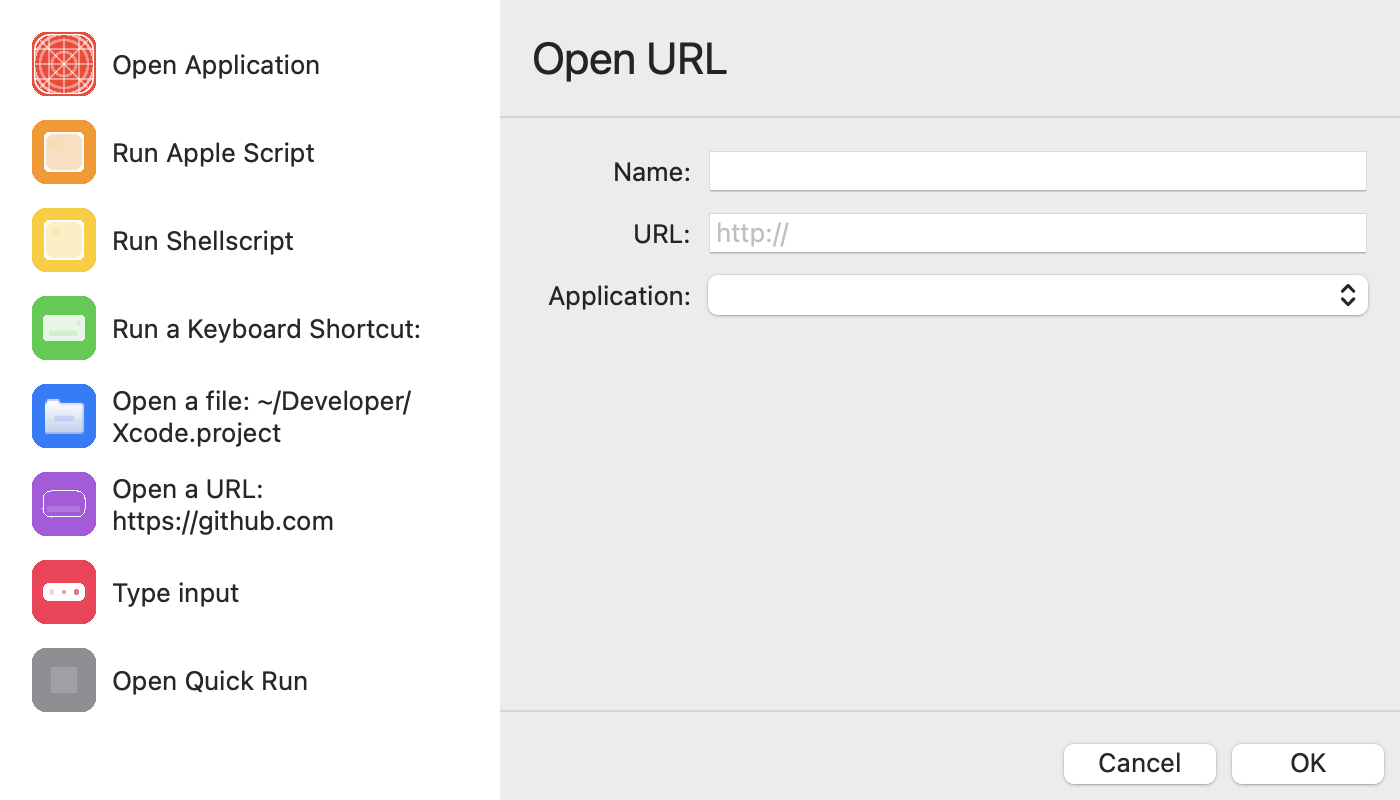 Open Application
Run Apple Script
Run Shellscript
Run a Keyboard Shortcut:
Open a file: ~/Developer/
Xcode.project
Open a URL:
https://github.com
Type input
Open Quick Run
Open URL
Name:
URL: http://
Application:
Cancel OK